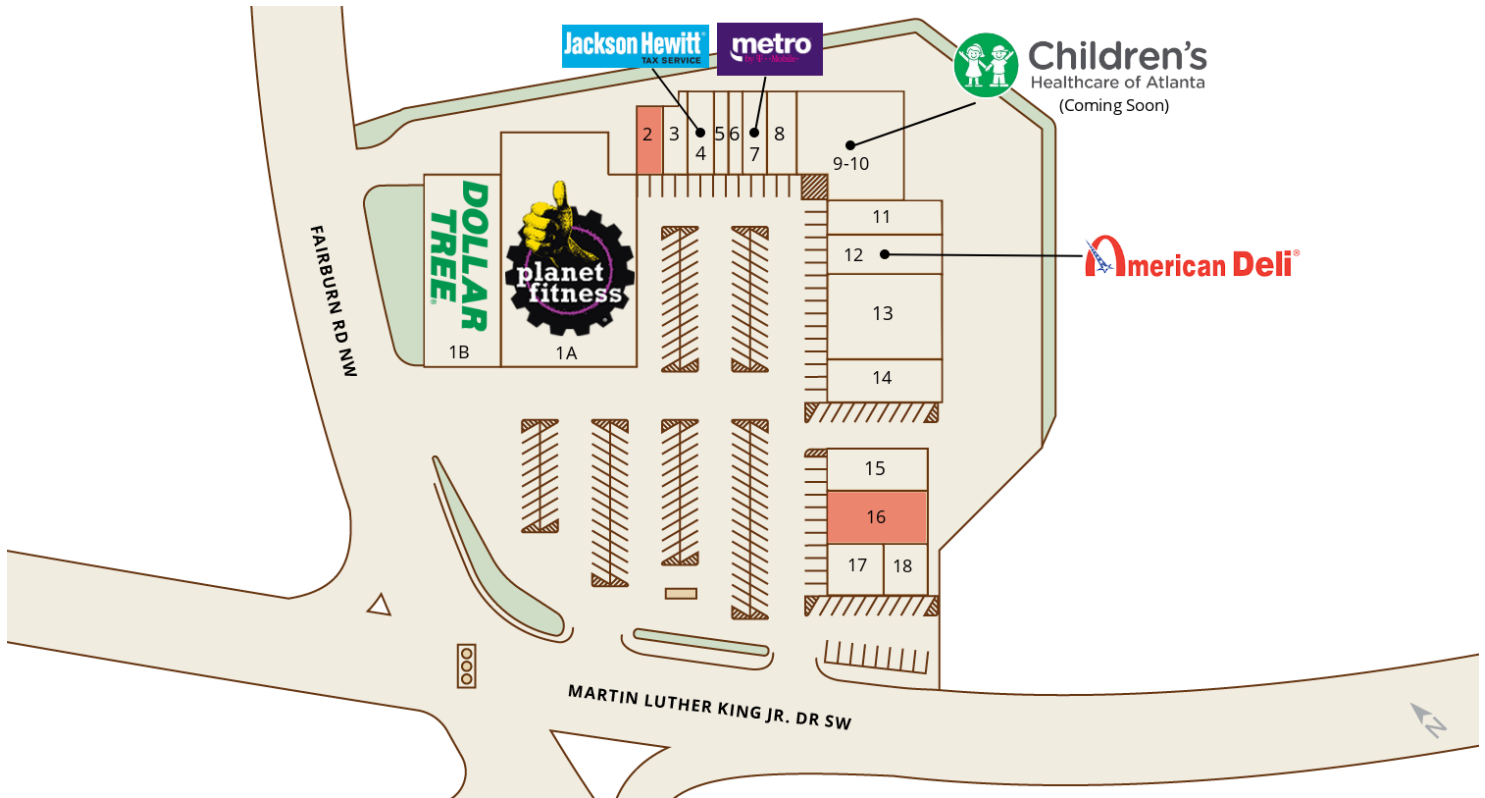 Jackson Hewitt®
TAX SERVICE
metro
by T-Mobile
Children's
Healthcare of Atlanta
(Coming Soon)
2
3
4
5
6
7
8
9-10
DOLLAR
TREE®
1B
planet
fitness
1A
11
12
American Deli®
13
14
15
16
17
18
FAIRBURN RD NW
MARTIN LUTHER KING JR. DR SW
N